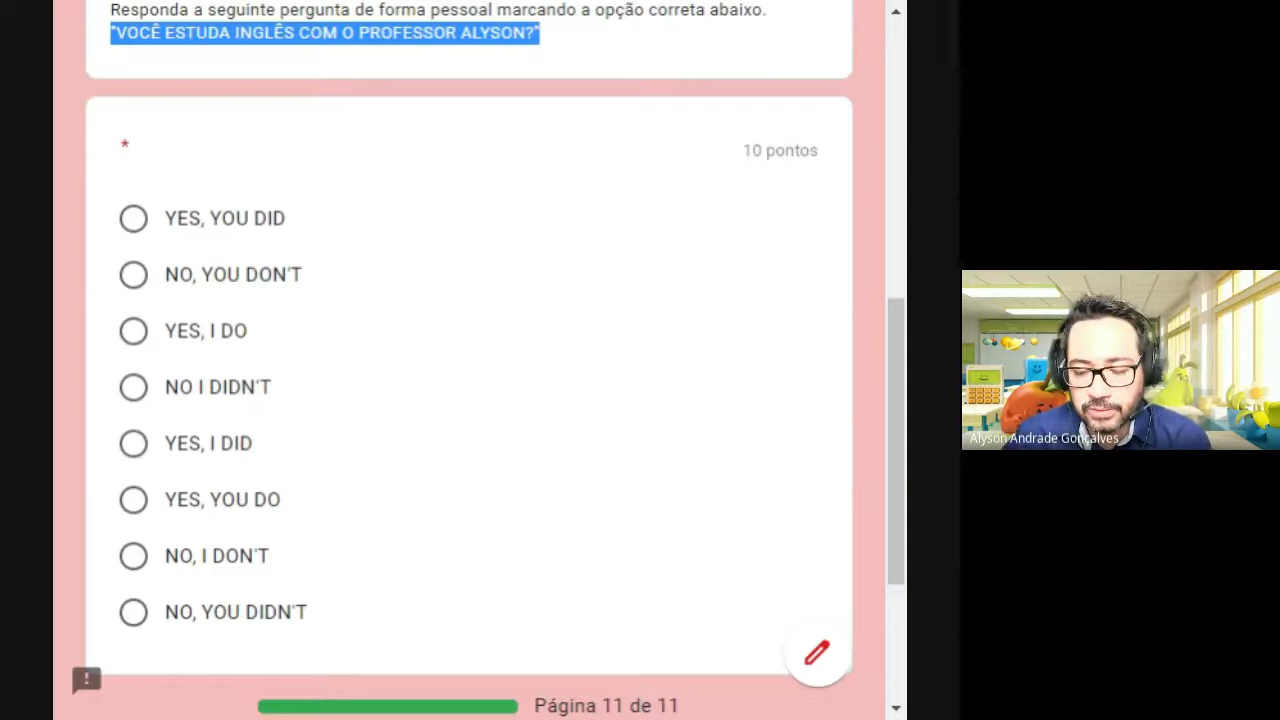 Responda a seguinte pergunta de forma pessoal marcando a opção correta abaixo.
"VOCÊ ESTUDA INGLÊS COM O PROFESSOR ALYSON?"
*
10 pontos
YES, YOU DID
NO, YOU DON'T
YES, I DO
NO I DIDN'T
YES, I DID
YES, YOU DO
NO, I DON'T
NO, YOU DIDN'T
Página 11 de 11
Alyson Andrade Gonçalves